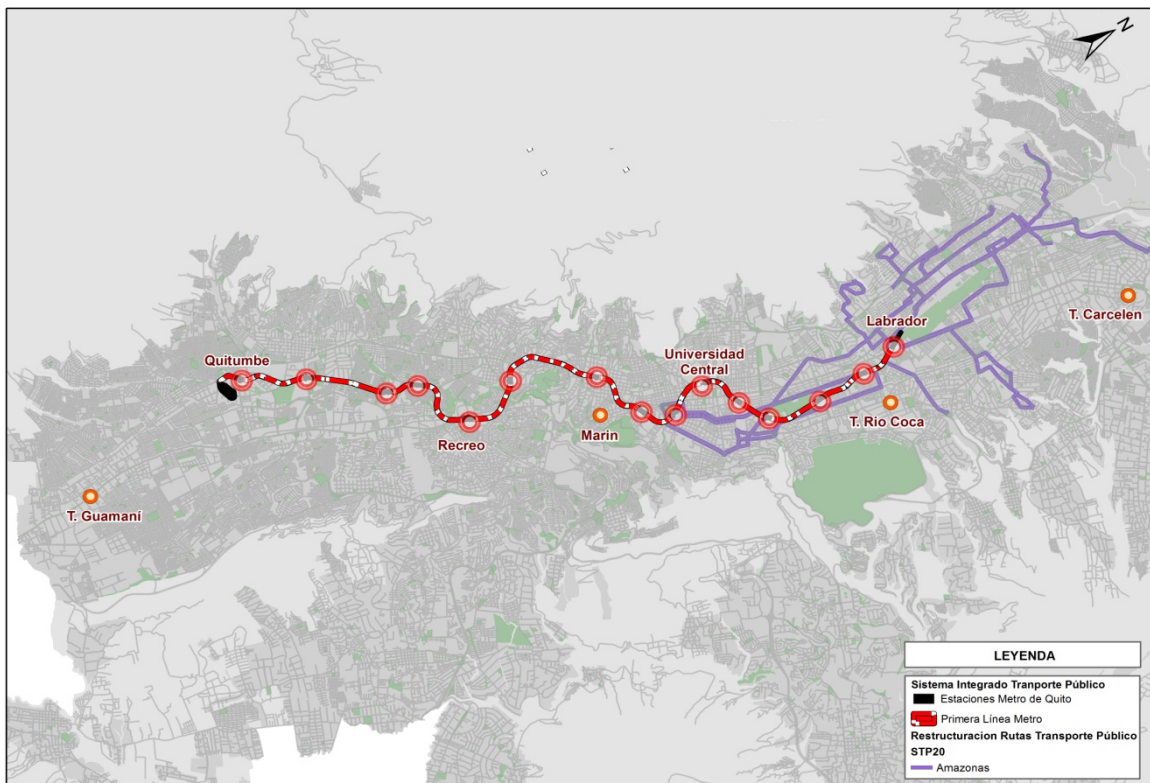 N
Labrador
T. Carcelen
Quitumbe
Universidad
Central
T. Rio Coca
Recreo
Marin
T. Guamaní
LEYENDA
Sistema Integrado Tranporte Público
Estaciones Metro de Quito
Primera Línea Metro
Restructuracion Rutas Transporte Público
STP20
Amazonas